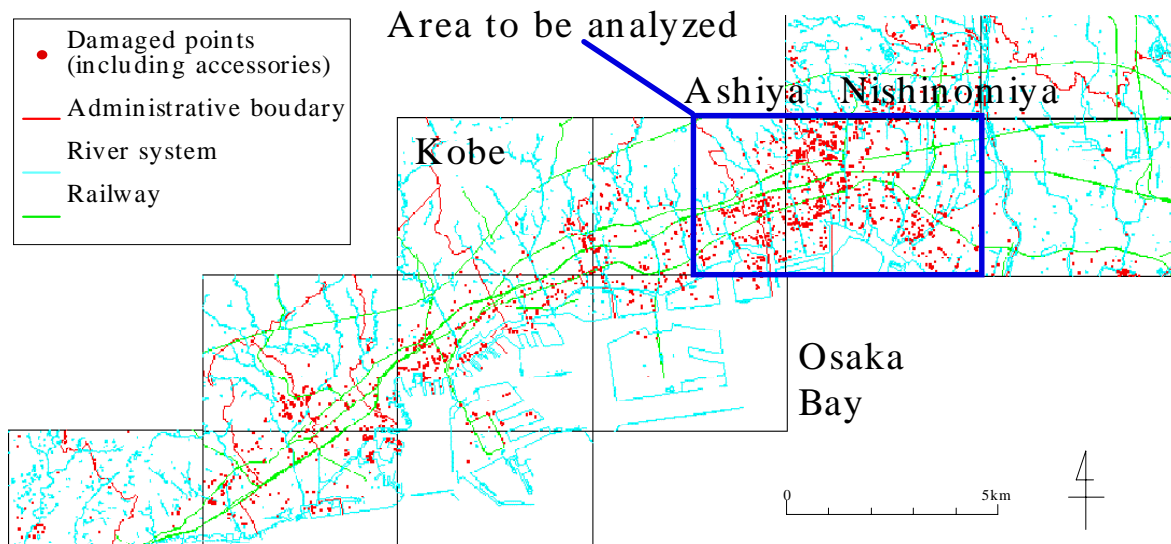 Damaged points
(including accessories)
Administrative boudary
River system
Railway
Area to be analyzed
Ashiya
Nishinomiya
Kobe
Osaka
Bay
0
5km